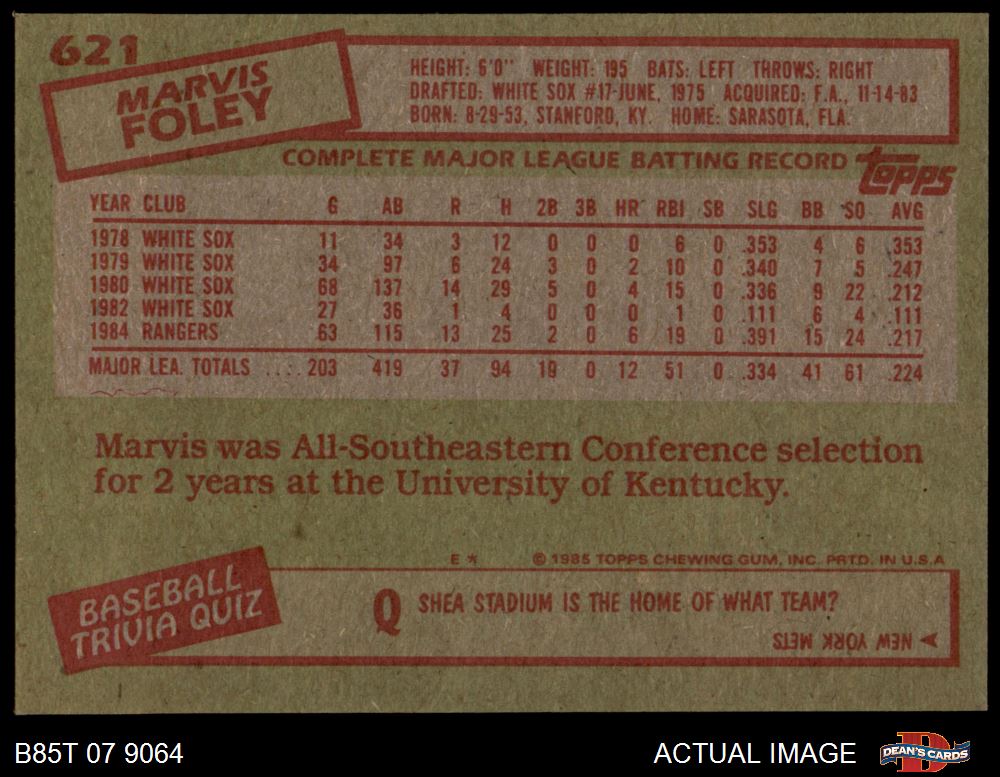 621
MARVIS
FOLEY
HEIGHT: 6'0" WEIGHT: 195 BATS: LEFT THROWS: RIGHT
DRAFTED: WHITE SOX #17-JUNE, 1975 ACQUIRED: F.A., 11-14-83
BORN: 8-29-53, STANFORD, KY. HOME: SARASOTA, FLA.
COMPLETE MAJOR LEAGUE BATTING RECORD topps
YEAR CLUB G AB R H 2B 3B HR RBI SB SLG BB SO AVG
1978 WHITE SOX 11 34 3 12 0 0 0 6 0 .353 4 6 .353
1979 WHITE SOX 34 97 6 24 3 0 2 10 0 .340 7 5 .247
1980 WHITE SOX 68 137 14 29 5 0 4 15 0 .336 9 22 .212
1982 WHITE SOX 27 36 1 4 0 0 0 1 0 .111 6 4 .111
1984 RANGERS 63 115 13 25 2 0 6 19 0 .391 15 24 .217
MAJOR LEA. TOTALS .... 203 419 37 94 19 0 12 51 0 .334 41 61 .224
Marvis was All-Southeastern Conference selection
for 2 years at the University of Kentucky.
E * © 1985 TOPPS CHEWING GUM, INC. PRTD. IN U.S.A
BASEBALL
TRIVIA QUIZ
Q SHEA STADIUM IS THE HOME OF WHAT TEAM?
NEW YORK METS
B85T 07 9064 ACTUAL IMAGE DEAN'S CARDS